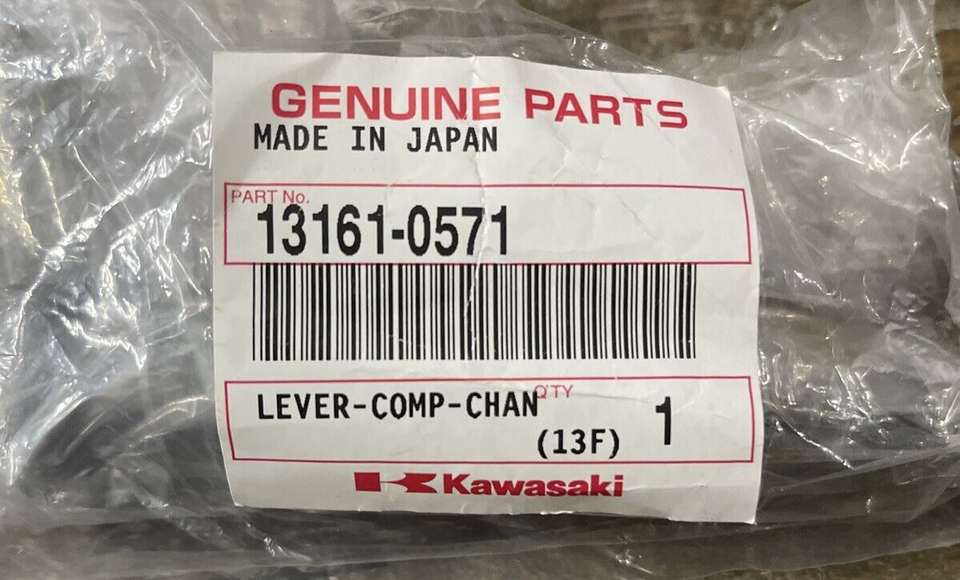 GENUINE PARTS
MADE IN JAPAN
PART No.
13161-0571
LEVER-COMP-CHAN
Q'TY
(13F) 1
Kawasaki